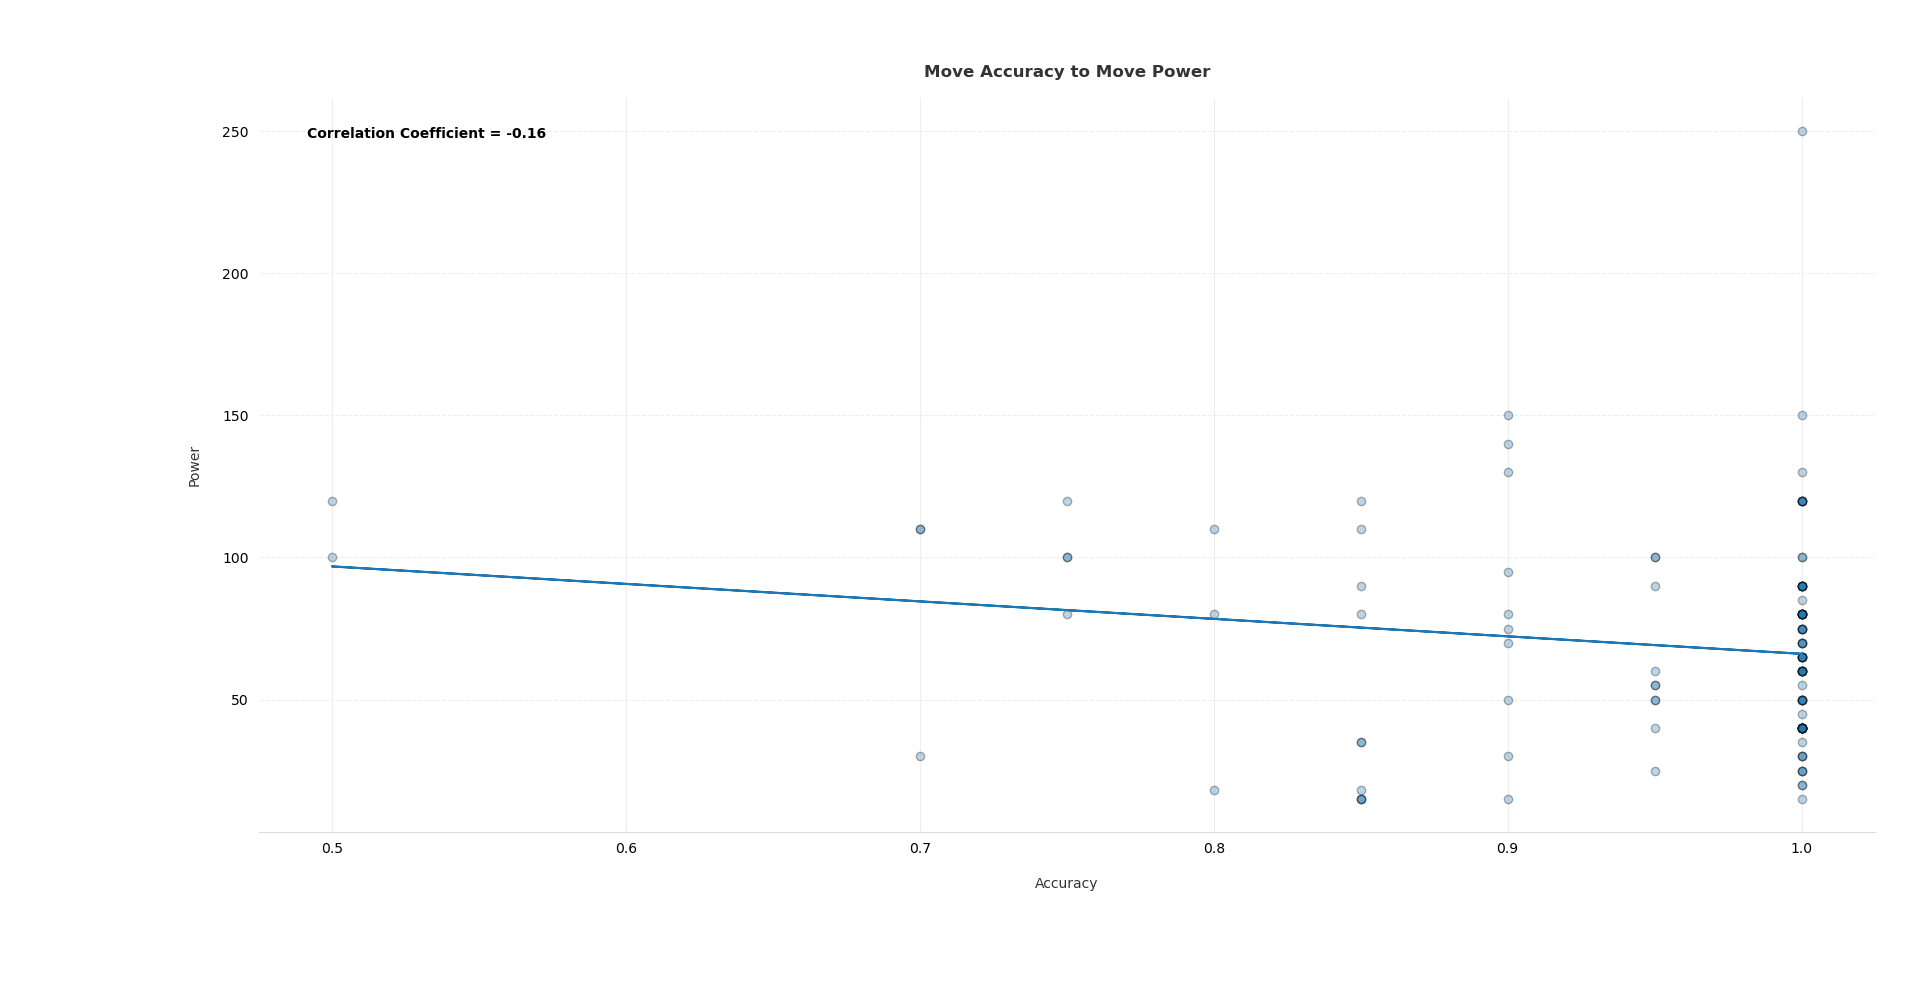 Move Accuracy to Move Power
Correlation Coefficient = -0.16
250
200
150
100
50
Power
0.5 0.6 0.7 0.8 0.9 1.0
Accuracy